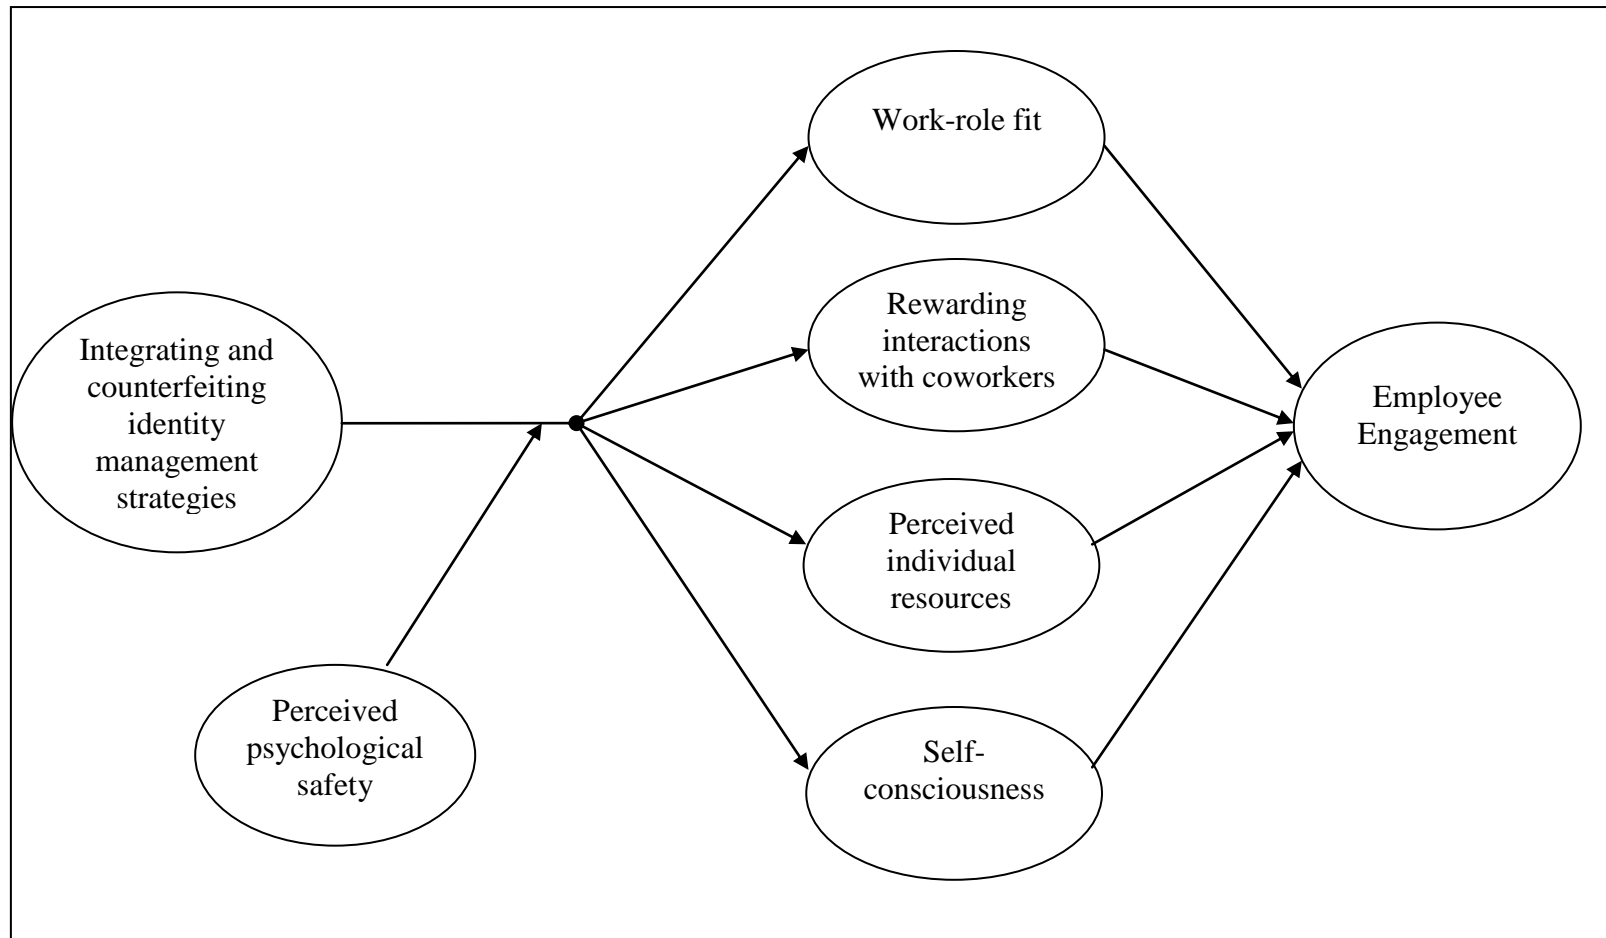 Integrating and
counterfeiting
identity
management
strategies
Perceived
psychological
safety
Work-role fit
Rewarding
interactions
with coworkers
Perceived
individual
resources
Self-
consciousness
Employee
Engagement